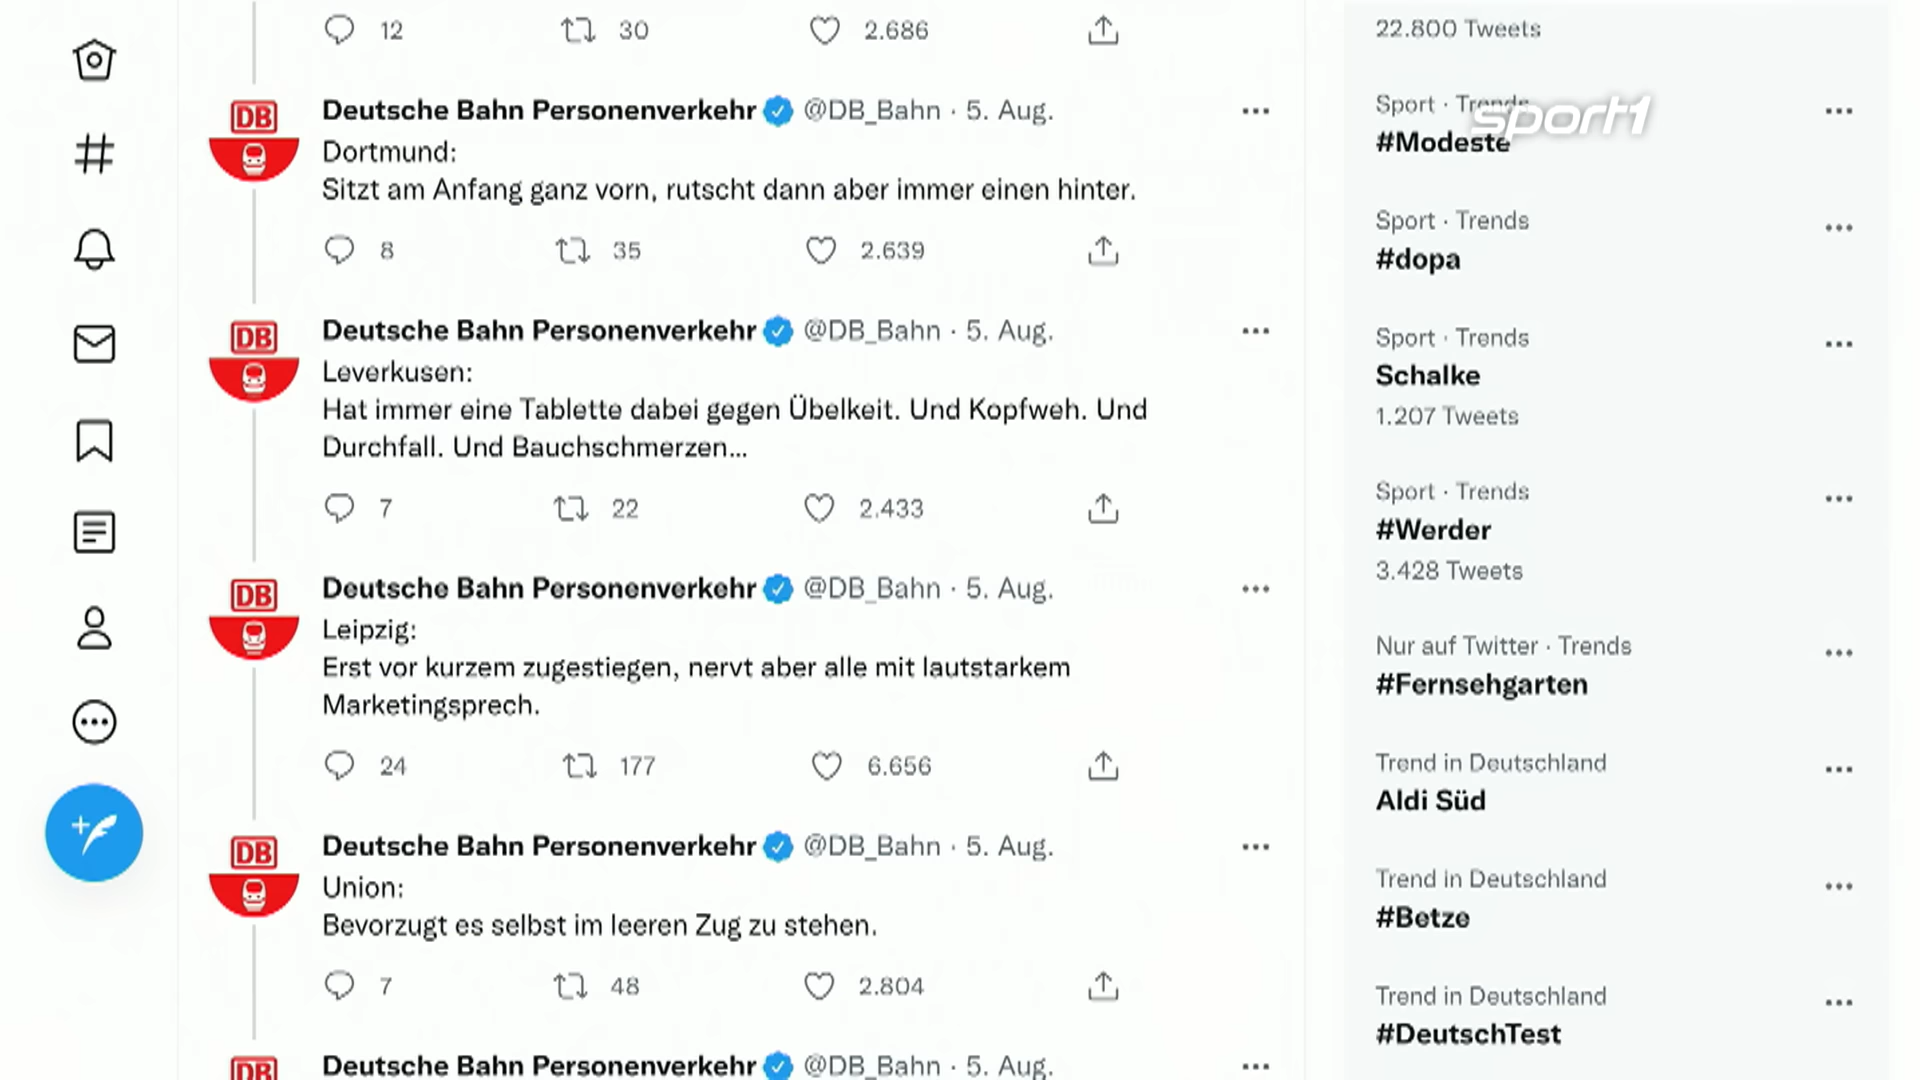 12 30 2.686
DB
Deutsche Bahn Personenverkehr @DB_Bahn · 5. Aug.
Dortmund:
Sitzt am Anfang ganz vorn, rutscht dann aber immer einen hinter.
8 35 2.639
DB
Deutsche Bahn Personenverkehr @DB_Bahn · 5. Aug.
Leverkusen:
Hat immer eine Tablette dabei gegen Übelkeit. Und Kopfweh. Und
Durchfall. Und Bauchschmerzen...
7 22 2.433
DB
Deutsche Bahn Personenverkehr @DB_Bahn · 5. Aug.
Leipzig:
Erst vor kurzem zugestiegen, nervt aber alle mit lautstarkem
Marketingsprech.
24 177 6.656
DB
Deutsche Bahn Personenverkehr @DB_Bahn · 5. Aug.
Union:
Bevorzugt es selbst im leeren Zug zu stehen.
7 48 2.804
DB
Deutsche Bahn Personenverkehr @DB_Bahn · 5. Aug.
22.800 Tweets
Sport · Trends
sport1
#Modeste
Sport · Trends
#dopa
Sport · Trends
Schalke
1.207 Tweets
Sport · Trends
#Werder
3.428 Tweets
Nur auf Twitter · Trends
#Fernsehgarten
Trend in Deutschland
Aldi Süd
Trend in Deutschland
#Betze
Trend in Deutschland
#DeutschTest